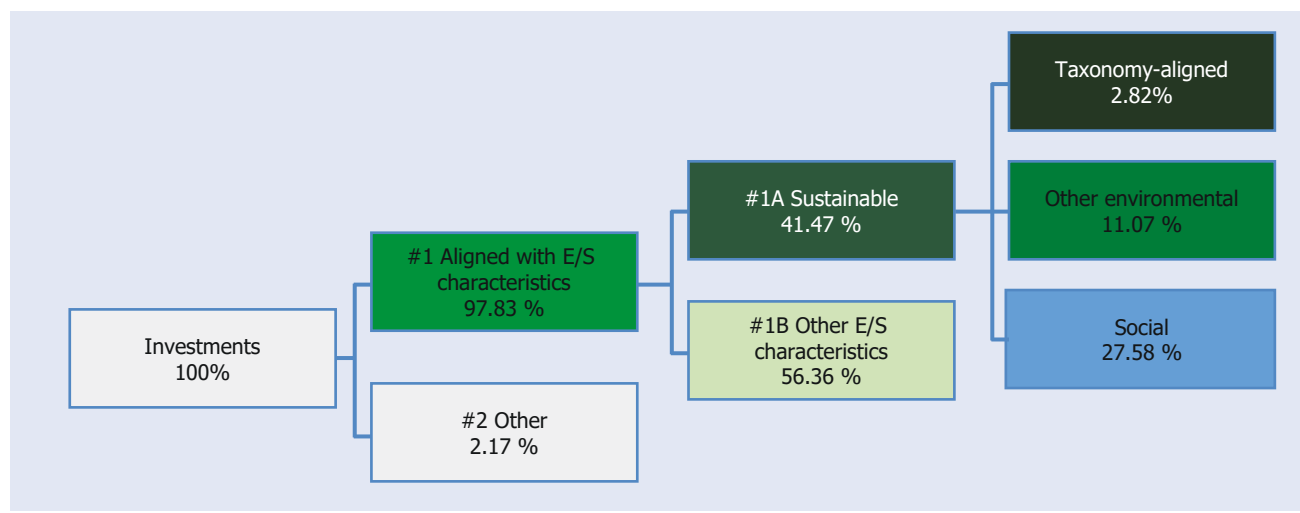 Investments
100%
#1 Aligned with E/S
characteristics
97.83 %
#2 Other
2.17 %
#1A Sustainable
41.47 %
#1B Other E/S
characteristics
56.36 %
Taxonomy-aligned
2.82%
Other environmental
11.07 %
Social
27.58 %